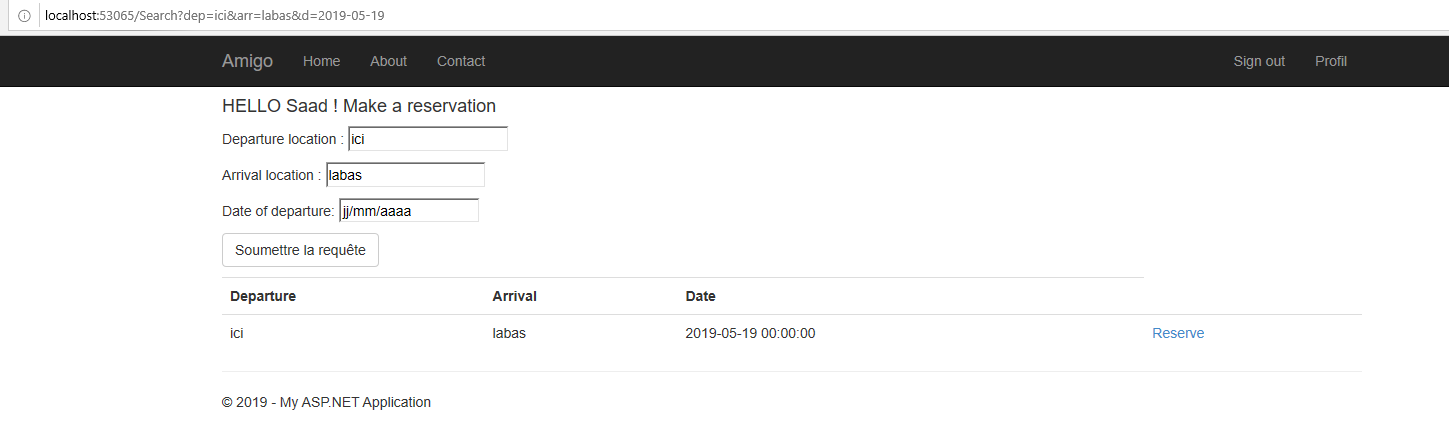 localhost:53065/Search?dep=ici&arr=labas&d=2019-05-19
Amigo Home About Contact Sign out Profil
HELLO Saad ! Make a reservation
Departure location : ici
Arrival location : labas
Date of departure: jj/mm/aaaa
Soumettre la requête
Departure Arrival Date
ici labas 2019-05-19 00:00:00 Reserve
© 2019 - My ASP.NET Application